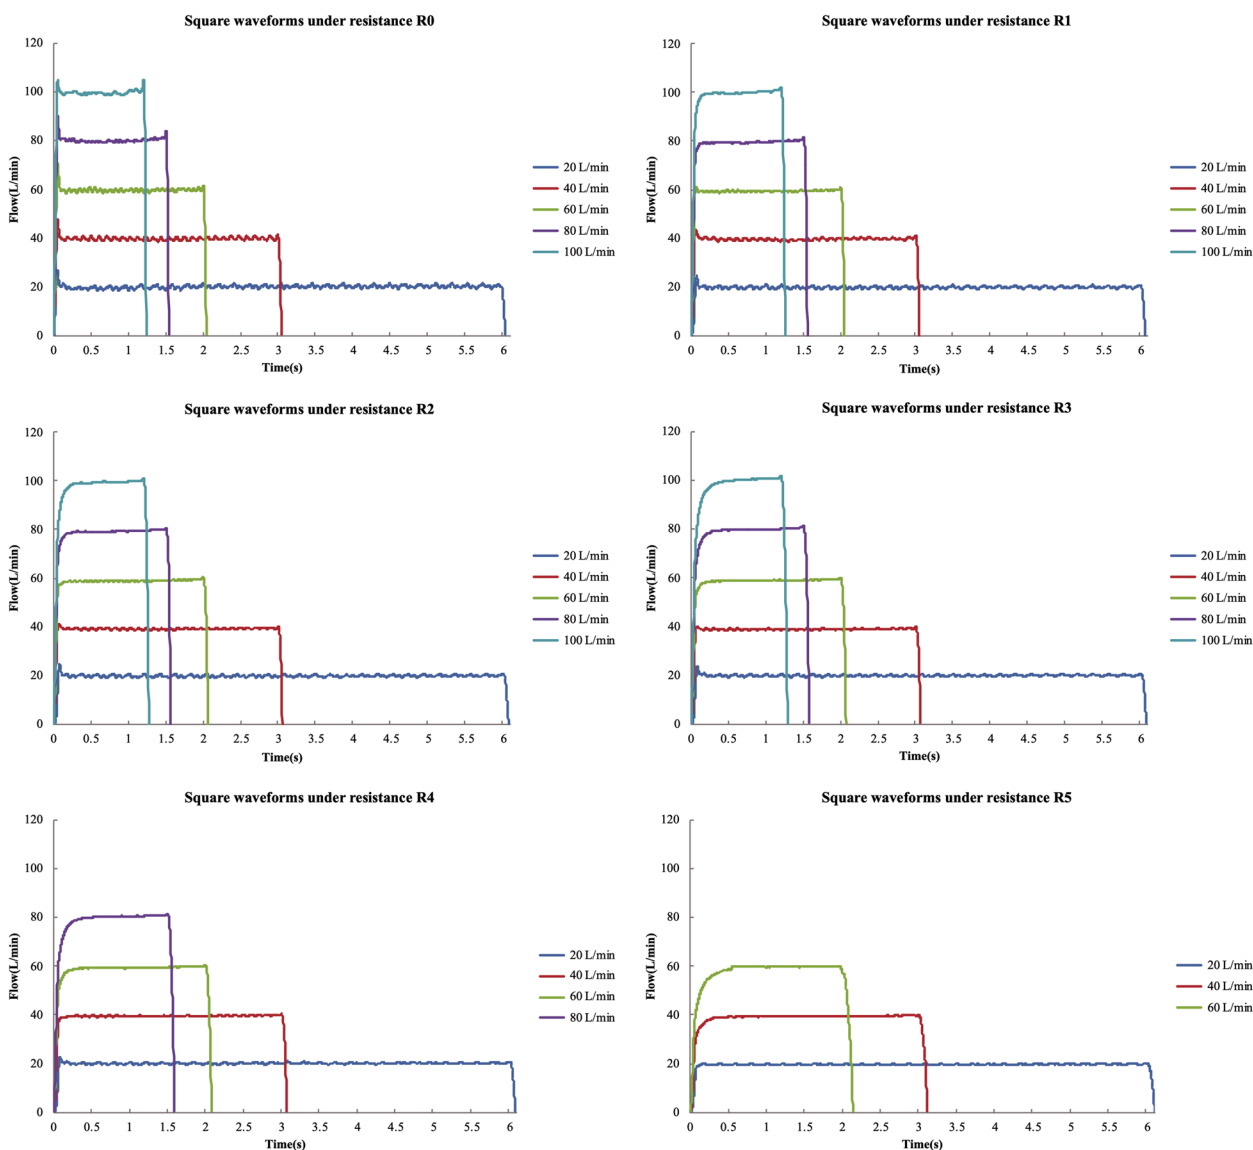 Square waveforms under resistance R0
120
100
80
60
40
20
0
Flow(L/min)
0 0.5 1 1.5 2 2.5 3 3.5 4 4.5 5 5.5 6
Time(s)
20 L/min
40 L/min
60 L/min
80 L/min
100 L/min
Square waveforms under resistance R1
120
100
80
60
40
20
0
Flow(L/min)
0 0.5 1 1.5 2 2.5 3 3.5 4 4.5 5 5.5 6
Time(s)
20 L/min
40 L/min
60 L/min
80 L/min
100 L/min
Square waveforms under resistance R2
120
100
80
60
40
20
0
Flow(L/min)
0 0.5 1 1.5 2 2.5 3 3.5 4 4.5 5 5.5 6
Time(s)
20 L/min
40 L/min
60 L/min
80 L/min
100 L/min
Square waveforms under resistance R3
120
100
80
60
40
20
0
Flow(L/min)
0 0.5 1 1.5 2 2.5 3 3.5 4 4.5 5 5.5 6
Time(s)
20 L/min
40 L/min
60 L/min
80 L/min
100 L/min
Square waveforms under resistance R4
120
100
80
60
40
20
0
Flow(L/min)
0 0.5 1 1.5 2 2.5 3 3.5 4 4.5 5 5.5 6
Time(s)
20 L/min
40 L/min
60 L/min
80 L/min
Square waveforms under resistance R5
120
100
80
60
40
20
0
Flow(L/min)
0 0.5 1 1.5 2 2.5 3 3.5 4 4.5 5 5.5 6
Time(s)
20 L/min
40 L/min
60 L/min